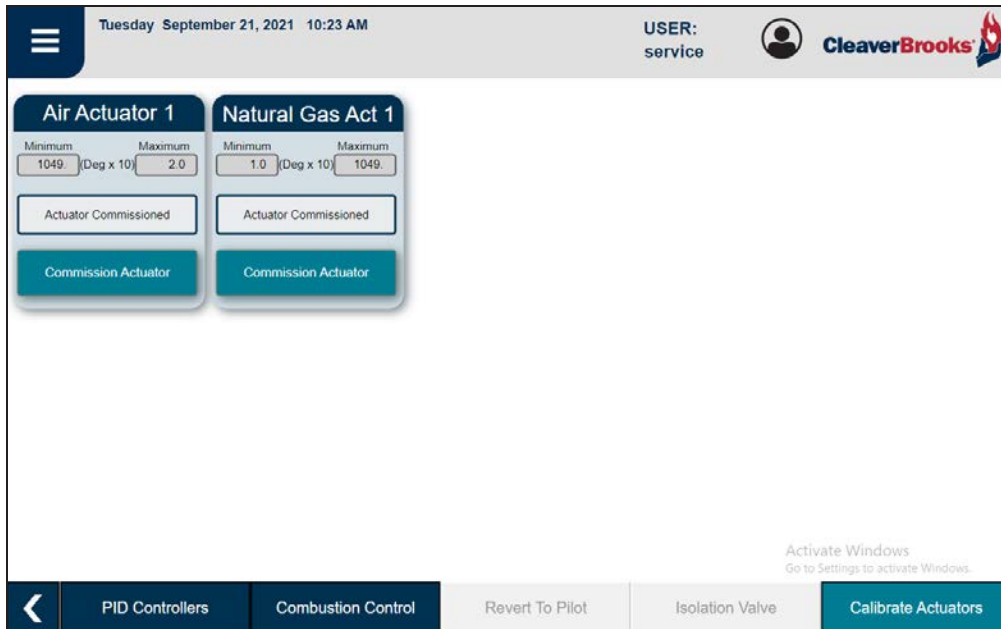 Tuesday September 21, 2021 10:23 AM
USER:
service
CleaverBrooks
Air Actuator 1
Minimum Maximum
1049. (Deg x 10) 2.0
Actuator Commissioned
Commission Actuator
Natural Gas Act 1
Minimum Maximum
1.0 (Deg x 10) 1049.
Actuator Commissioned
Commission Actuator
Activate Windows
Go to Settings to activate Windows.
PID Controllers Combustion Control Revert To Pilot Isolation Valve Calibrate Actuators